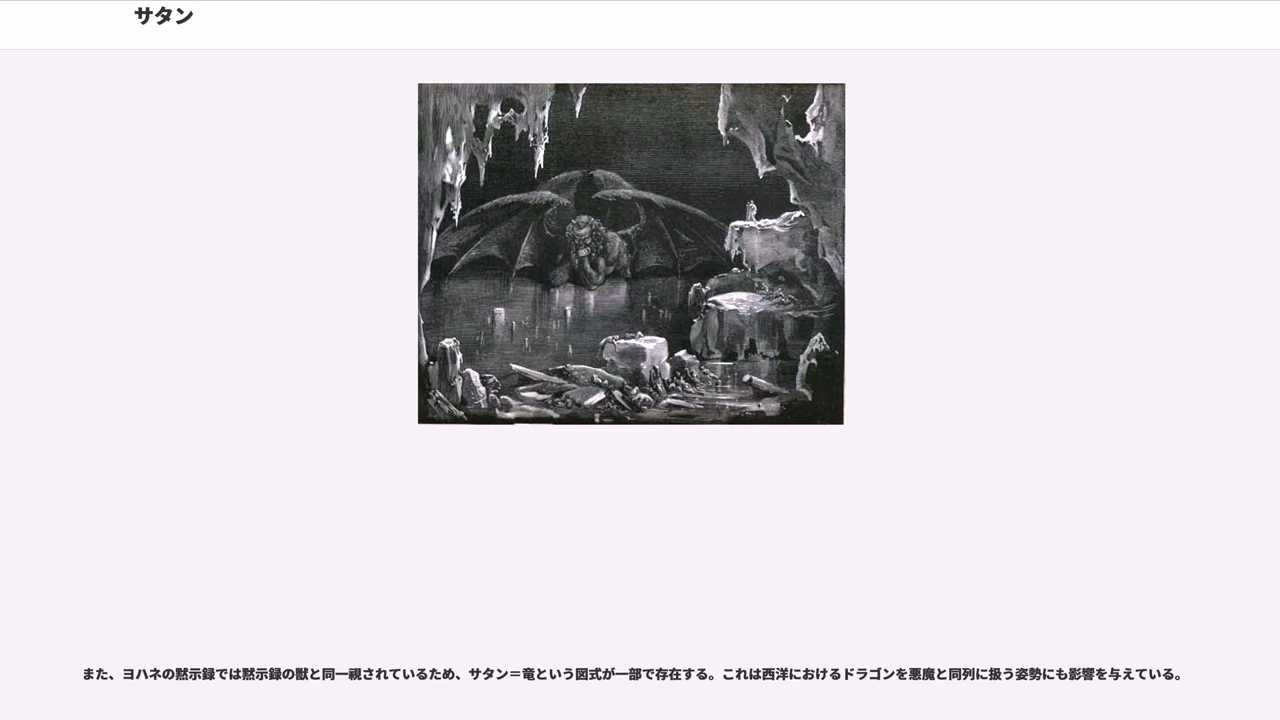 サタン
また、ヨハネの黙示録では黙示録の獣と同一視されているため、サタン＝竜という図式が一部で存在する。これは西洋におけるドラゴンを悪魔と同列に扱う姿勢にも影響を与えている。